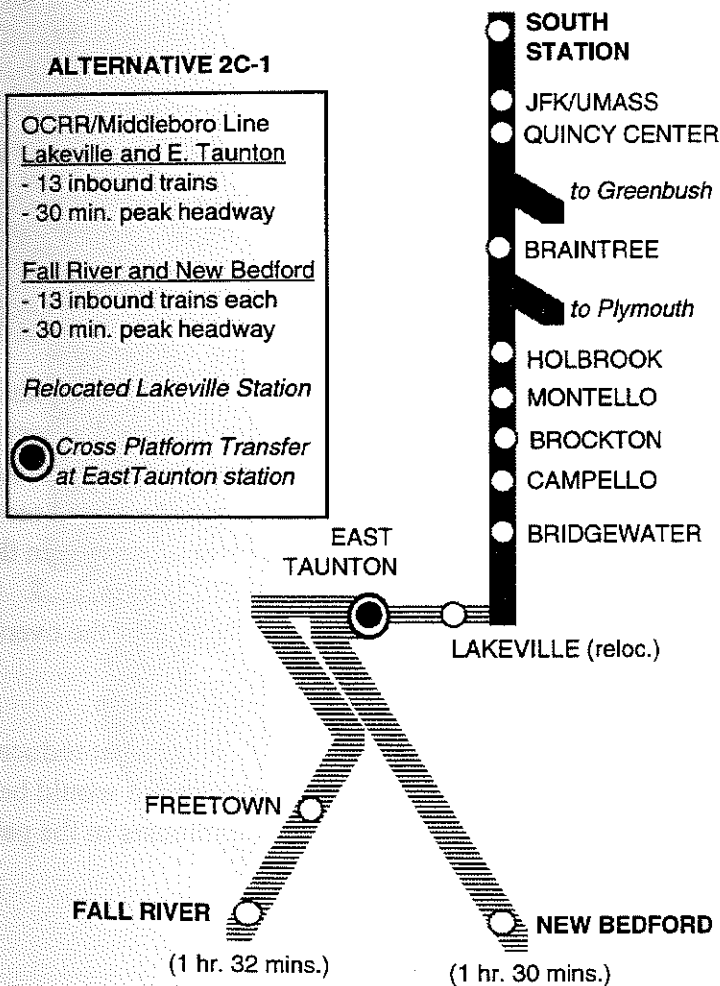 ALTERNATIVE 2C-1
OCRR/Middleboro Line
Lakeville and E. Taunton
- 13 inbound trains
- 30 min. peak headway
Fall River and New Bedford
- 13 inbound trains each
- 30 min. peak headway
Relocated Lakeville Station
Cross Platform Transfer
at EastTaunton station
SOUTH
STATION
JFK/UMASS
QUINCY CENTER
to Greenbush
BRAINTREE
to Plymouth
HOLBROOK
MONTELLO
BROCKTON
CAMPELLO
BRIDGEWATER
EAST
TAUNTON
LAKEVILLE (reloc.)
FREETOWN
FALL RIVER
(1 hr. 32 mins.)
NEW BEDFORD
(1 hr. 30 mins.)